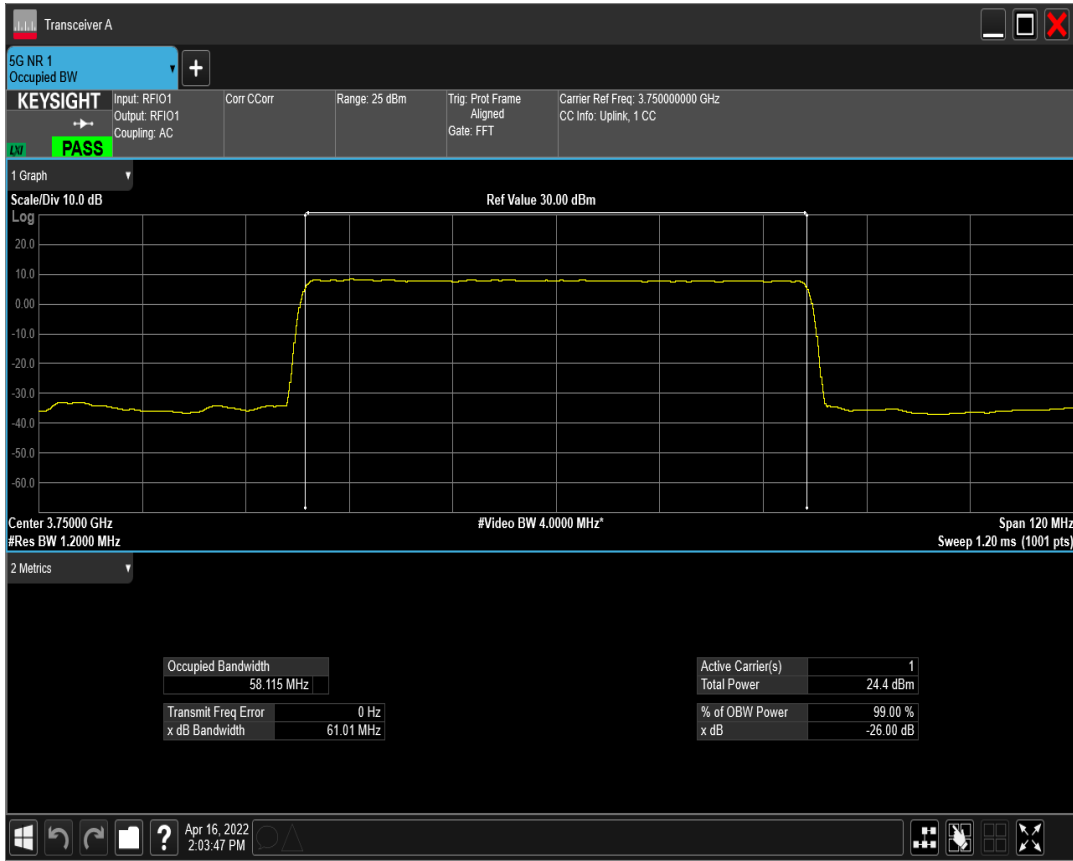 Transceiver A
5G NR 1
Occupied BW
+
KEYSIGHT
LXI
PASS
Input: RFIO1
Output: RFIO1
Coupling: AC
Corr CCorr
Range: 25 dBm
Trig: Prot Frame
Aligned
Gate: FFT
Carrier Ref Freq: 3.750000000 GHz
CC Info: Uplink, 1 CC
1 Graph
Scale/Div 10.0 dB
Ref Value 30.00 dBm
Log
20.0
10.0
0.00
-10.0
-20.0
-30.0
-40.0
-50.0
-60.0
Center 3.75000 GHz
#Video BW 4.0000 MHz*
Span 120 MHz
#Res BW 1.2000 MHz
Sweep 1.20 ms (1001 pts)
2 Metrics
Occupied Bandwidth
58.115 MHz
Transmit Freq Error 0 Hz
x dB Bandwidth 61.01 MHz
Active Carrier(s) 1
Total Power 24.4 dBm
% of OBW Power 99.00 %
x dB -26.00 dB
?
Apr 16, 2022
2:03:47 PM